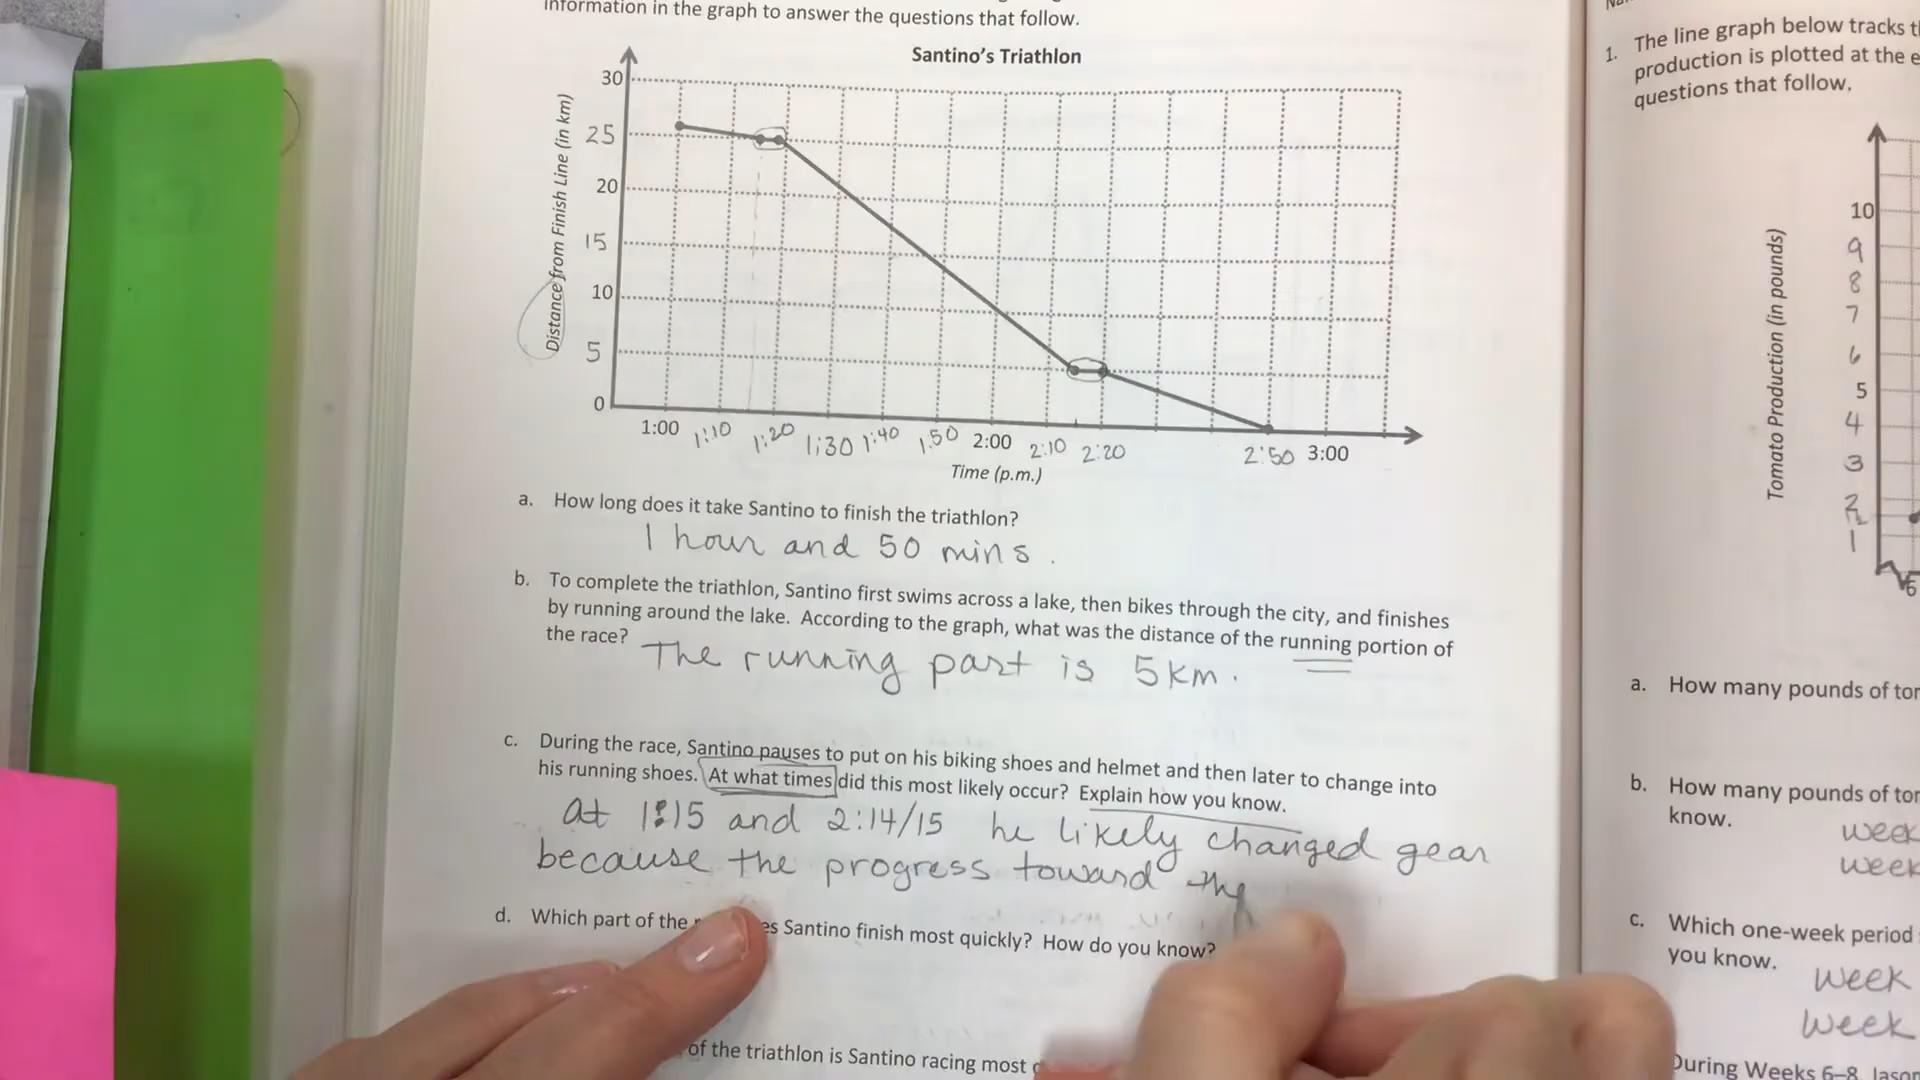 information in the graph to answer the questions that follow.
Santino's Triathlon
Distance from Finish Line (in km)
30
25
20
15
10
5
0
1:00 1:10 1:20 1:30 1:40 1:50 2:00 2:10 2:20 2:50 3:00
Time (p.m.)
a. How long does it take Santino to finish the triathlon?
1 hour and 50 mins.
b. To complete the triathlon, Santino first swims across a lake, then bikes through the city, and finishes
by running around the lake. According to the graph, what was the distance of the running portion of
the race? The running part is 5km.
c. During the race, Santino pauses to put on his biking shoes and helmet and then later to change into
his running shoes. At what times did this most likely occur? Explain how you know.
at 1:15 and 2:14/15 he likely changed gear
because the progress toward the
d. Which part of the Santino finish most quickly? How do you know?
of the triathlon is Santino racing most
1. The line graph below tracks
production is plotted at the
questions that follow.
Tomato Production (in pounds)
10
9
8
7
6
5
4
3
2
1
a. How many pounds of
b. How many pounds of
know. week
week
c. Which one-week period
you know. week
week
During Weeks 6–8,